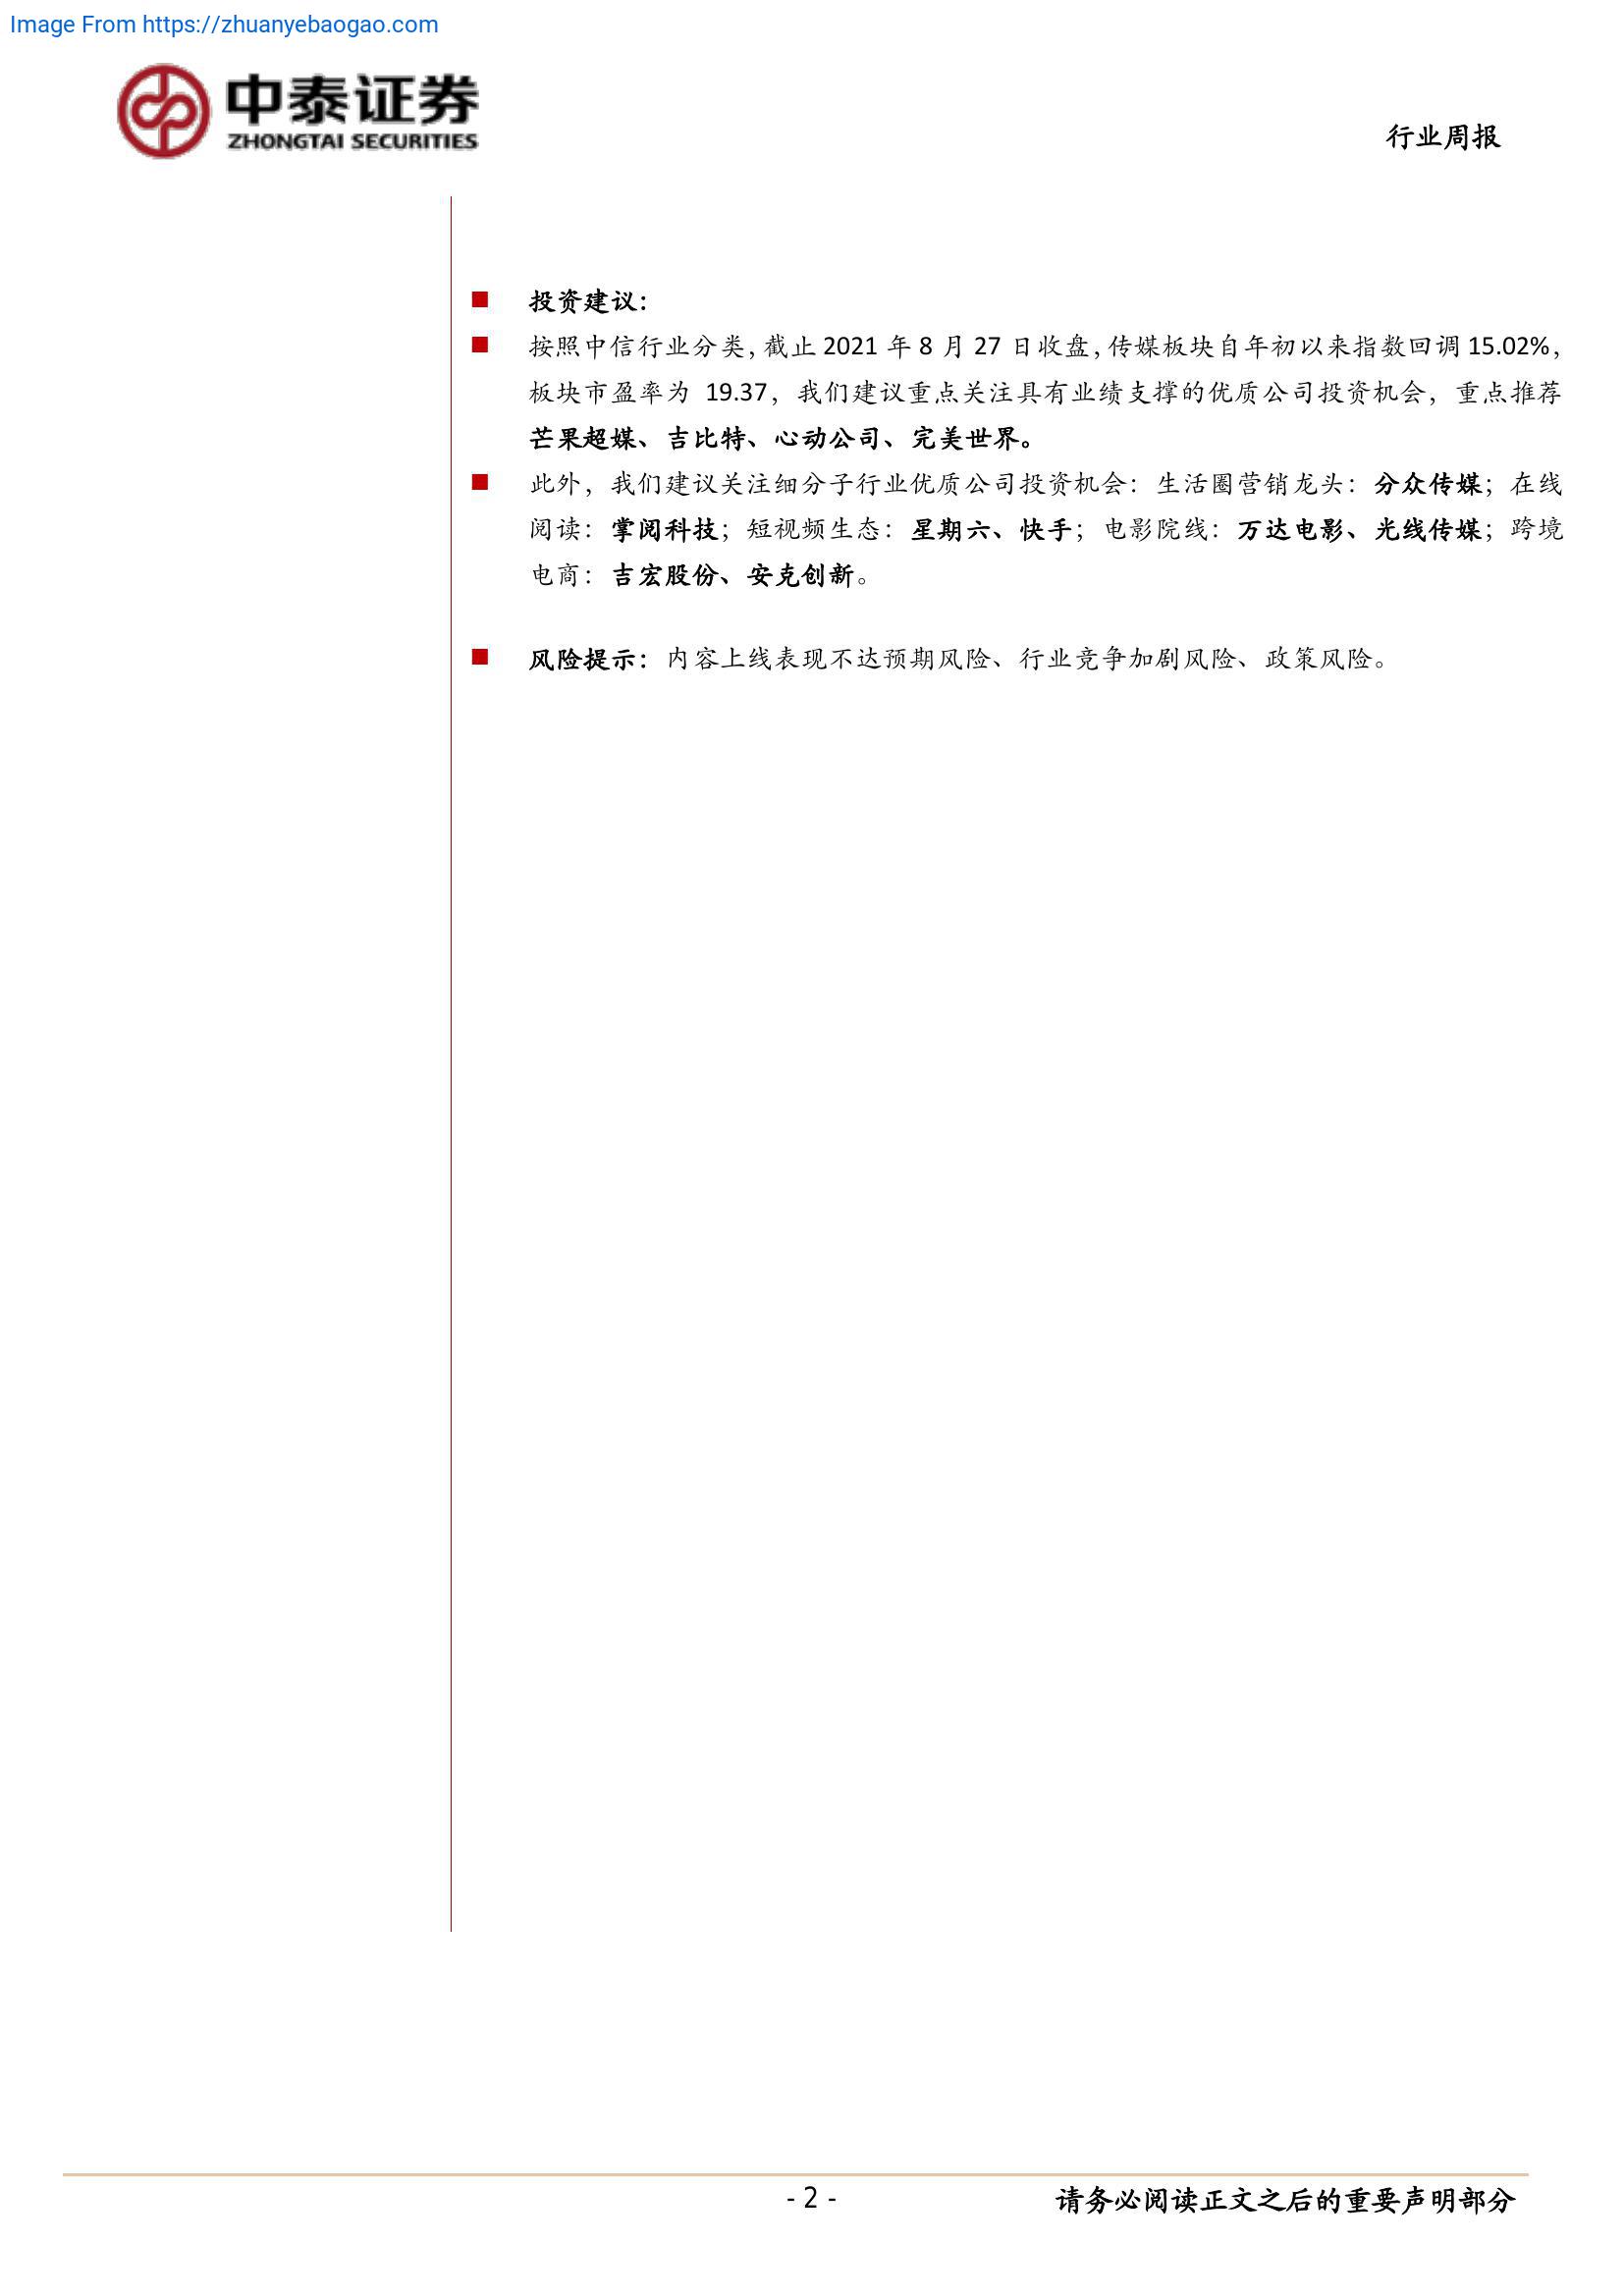 Image From https://zhuanyebaogao.com
中泰证券
ZHONGTAI SECURITIES
行业周报
投资建议：
按照中信行业分类，截止 2021 年 8 月 27 日收盘，传媒板块自年初以来指数回调 15.02%，
板块市盈率为 19.37，我们建议重点关注具有业绩支撑的优质公司投资机会，重点推荐
芒果超媒、吉比特、心动公司、完美世界。
此外，我们建议关注细分子行业优质公司投资机会：生活圈营销龙头：分众传媒；在线
阅读：掌阅科技；短视频生态：星期六、快手；电影院线：万达电影、光线传媒；跨境
电商：吉宏股份、安克创新。
风险提示：内容上线表现不达预期风险、行业竞争加剧风险、政策风险。
- 2 -
请务必阅读正文之后的重要声明部分